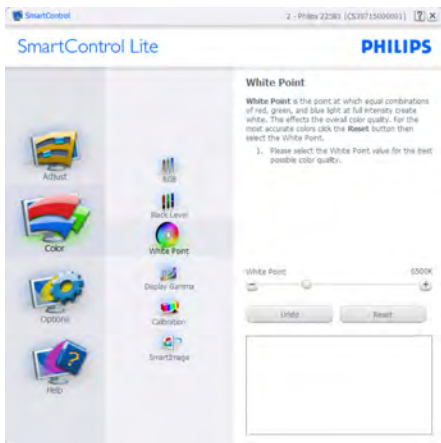 SmartControl
2 - Philips 225B1 (CS30715000001)
SmartControl Lite
PHILIPS
Adjust
Color
Options
Help
RGB
Black Level
White Point
Display Gamma
Calibration
SmartImage
White Point
White Point is the point at which equal combinations
of red, green, and blue light at full intensity create
white. This effects the overall color quality. For the
most accurate colors click the Reset button then
select the White Point.
1. Please select the White Point value for the best
possible color quality.
White Point
6500K
Undo
Reset